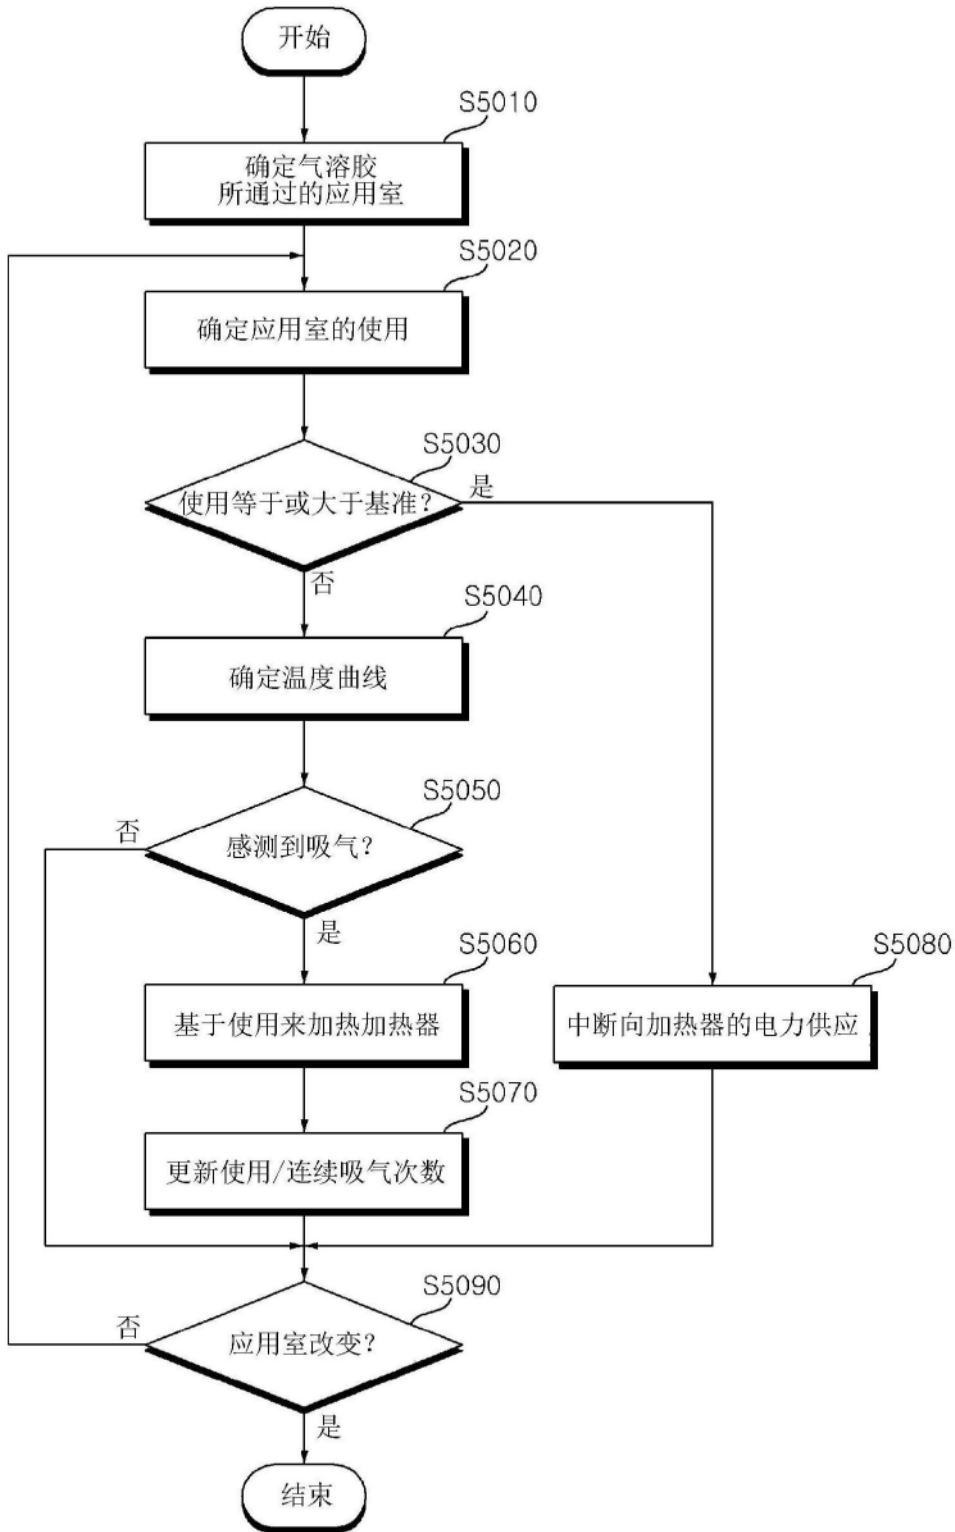 开始
S5010
确定气溶胶
所通过的应用室
S5020
确定应用室的使用
S5030
使用等于或大于基准?
是
否
S5040
确定温度曲线
S5050
感测到吸气?
否
是
S5060
基于使用来加热加热器
S5080
中断向加热器的电力供应
S5070
更新使用/连续吸气次数
S5090
应用室改变?
否
是
结束